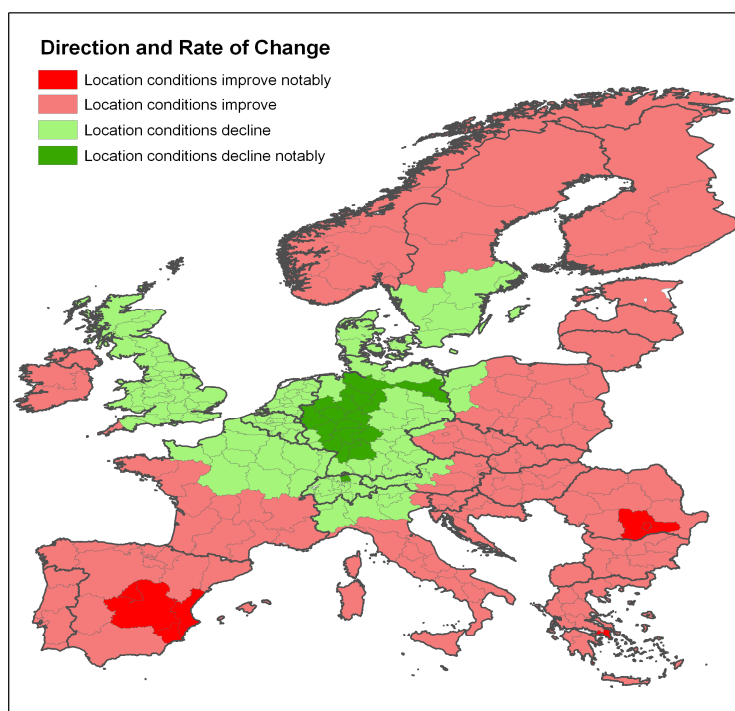 Direction and Rate of Change
Location conditions improve notably
Location conditions improve
Location conditions decline
Location conditions decline notably